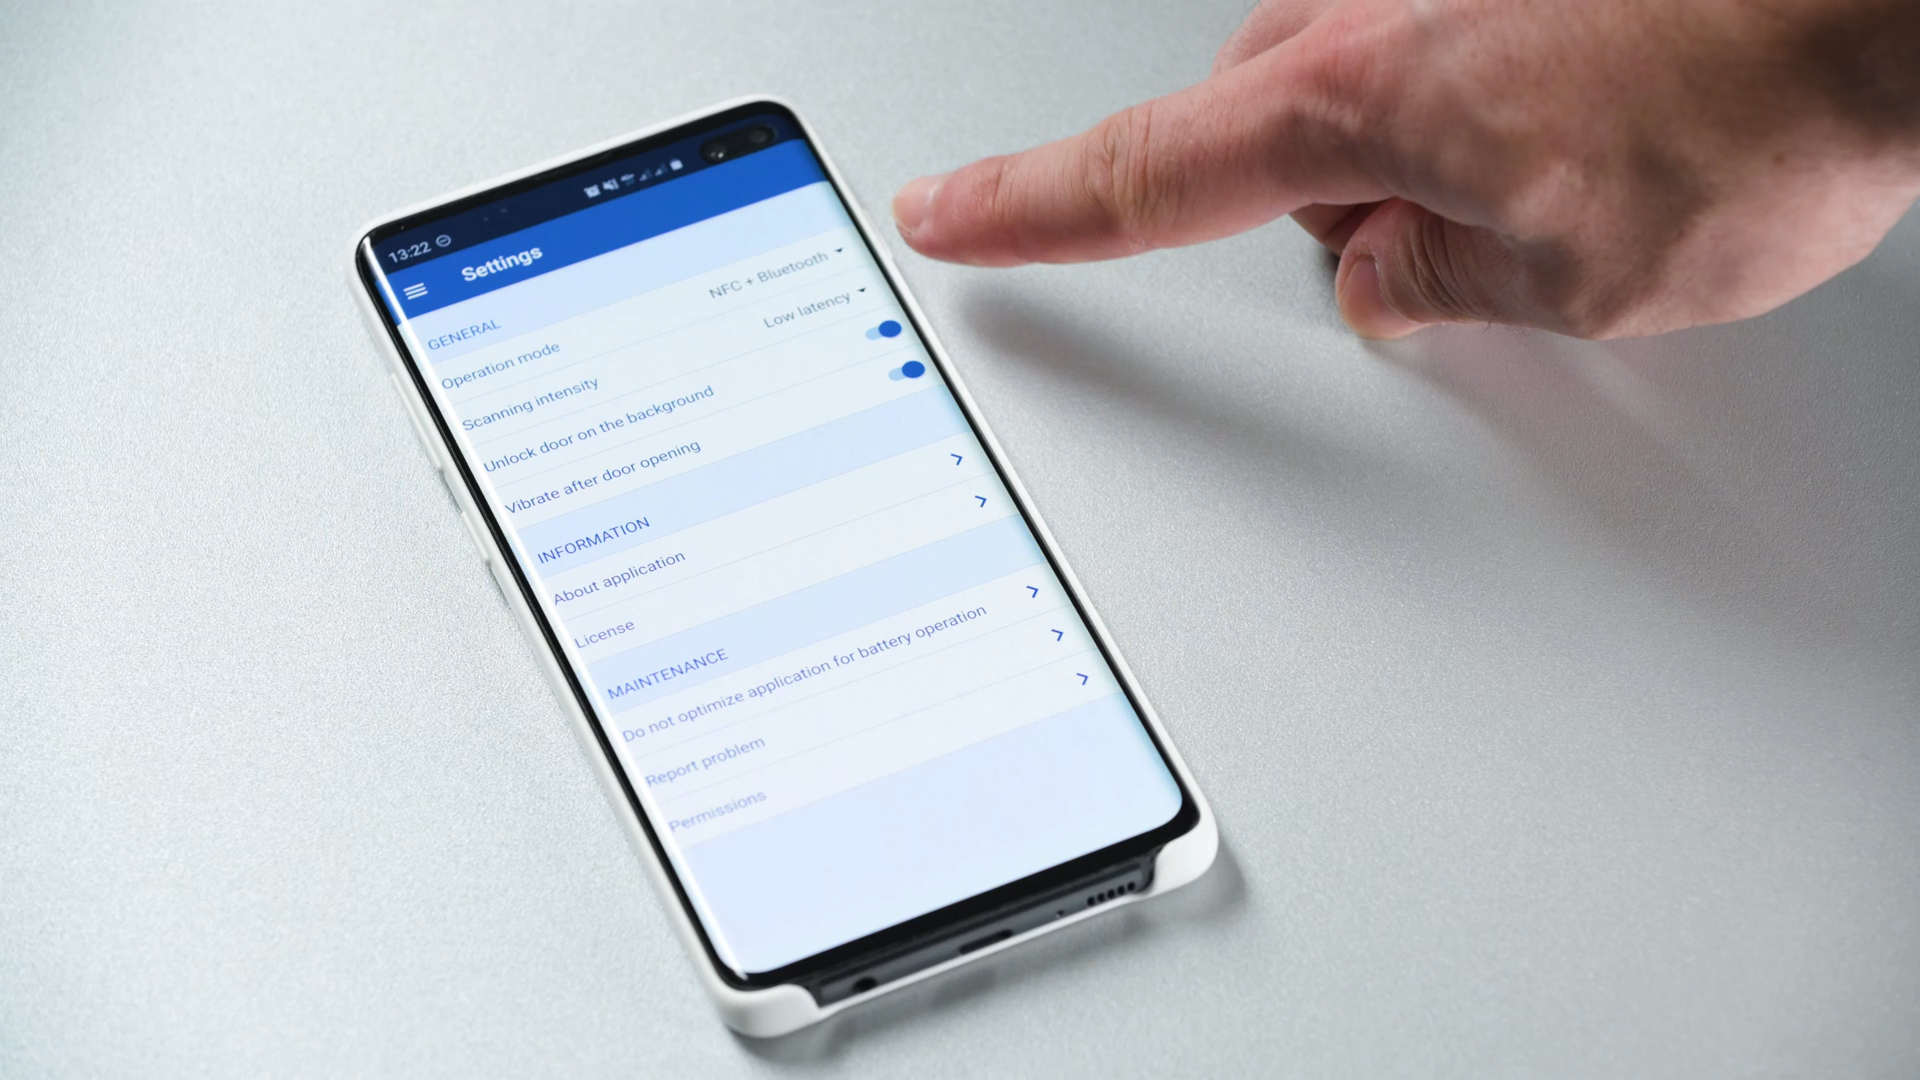 13:22
Settings
GENERAL
Operation mode NFC + Bluetooth
Scanning intensity Low latency
Unlock door on the background
Vibrate after door opening
INFORMATION
About application
License
MAINTENANCE
Do not optimize application for battery operation
Report problem
Permissions